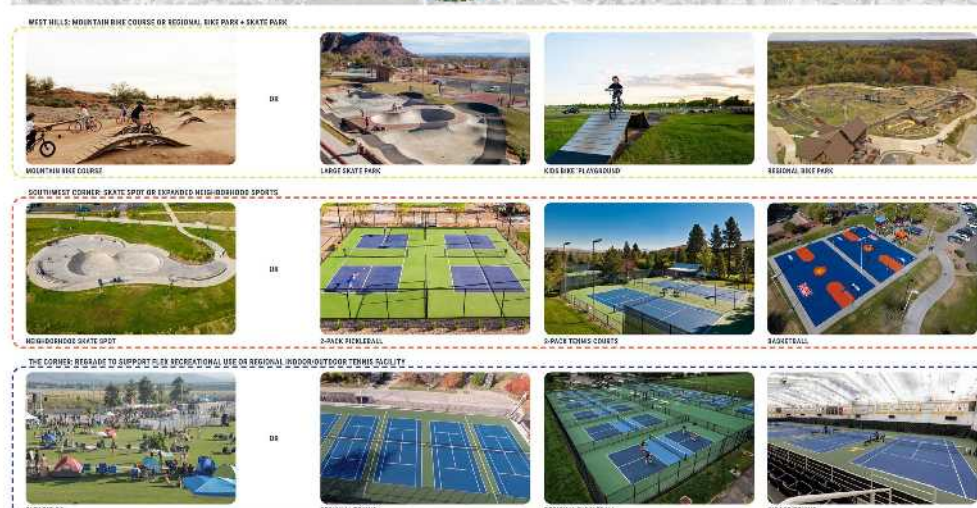 WEST HILLS: MOUNTAIN BIKE COURSE OR REGIONAL BIKE PARK + SKATE PARK
OR
MOUNTAIN BIKE COURSE
LARGE SKATE PARK
KIDS BIKE 'PLAYGROUND'
REGIONAL BIKE PARK
SOUTHWEST CORNER: SKATE SPOT OR EXPANDED NEIGHBORHOOD SPORTS
OR
NEIGHBORHOOD SKATE SPOT
2-PACK PICKLEBALL
2-PACK TENNIS COURTS
BASKETBALL
THE CORNER: REGRADE TO SUPPORT FLEX RECREATIONAL USE OR REGIONAL INDOOR/OUTDOOR TENNIS FACILITY
OR